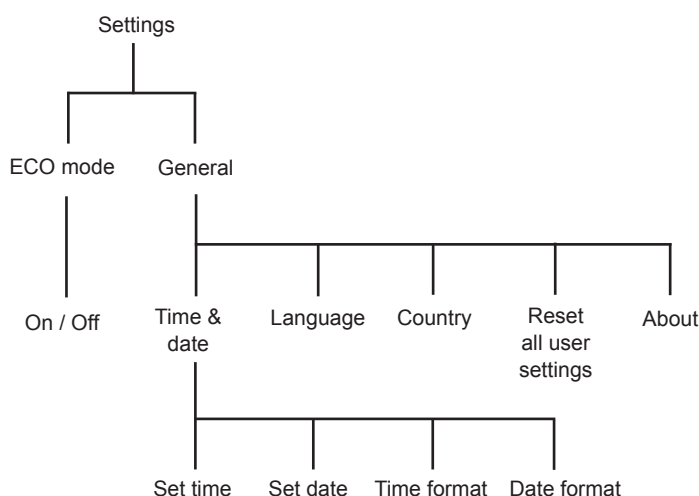 Settings
ECO mode
General
On / Off
Time &
date
Language
Country
Reset
all user
settings
About
Set time
Set date
Time format
Date format